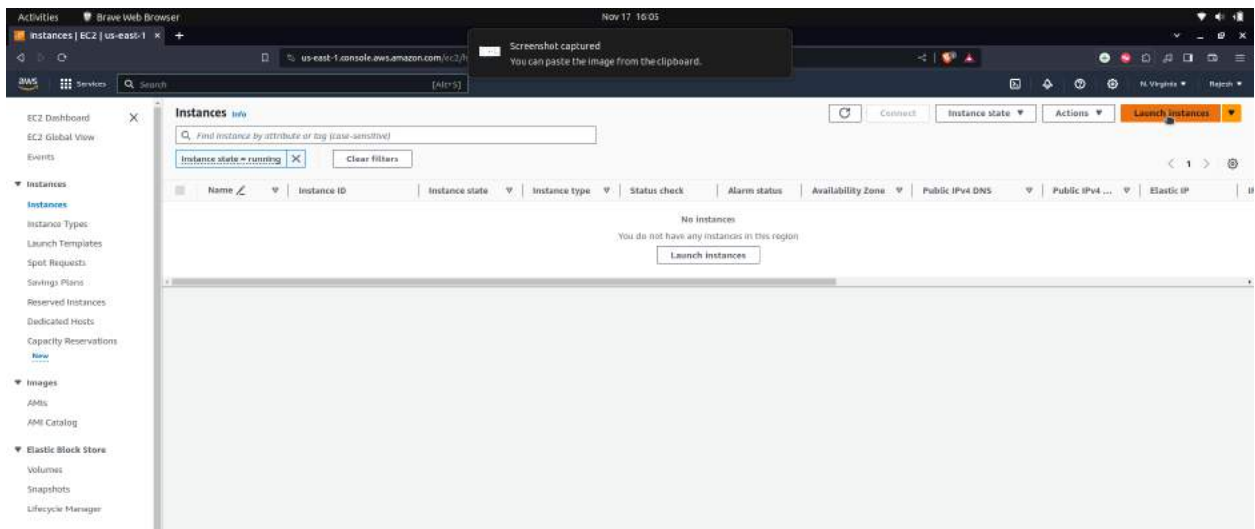 Activities Brave Web Browser Nov 17 16:05
Instances | EC2 | us-east-1 × +
Screenshot captured
You can paste the image from the clipboard.
us-east-1.console.aws.amazon.com/ec2/h
aws Services Search [Alt+S] N. Virginia Rajesh
EC2 Dashboard
EC2 Global View
Events
Instances
Instances
Instance Types
Launch Templates
Spot Requests
Savings Plans
Reserved Instances
Dedicated Hosts
Capacity Reservations
New
Images
AMIs
AMI Catalog
Elastic Block Store
Volumes
Snapshots
Lifecycle Manager
Instances Info
Connect Instance state Actions Launch instances
Find Instance by attribute or tag (case-sensitive)
Instance state = running Clear filters
1
Name Instance ID Instance state Instance type Status check Alarm status Availability Zone Public IPv4 DNS Public IPv4 ... Elastic IP
No instances
You do not have any instances in this region
Launch instances